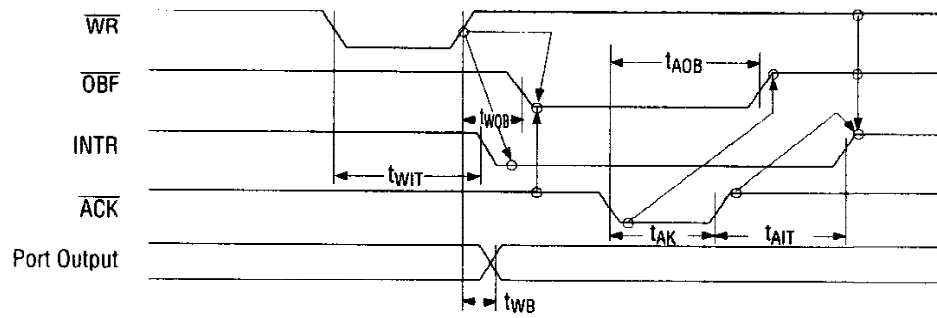 WR
OBF
tAOB
tWOB
INTR
tWIT
ACK
tAK
tAIT
Port Output
tWB